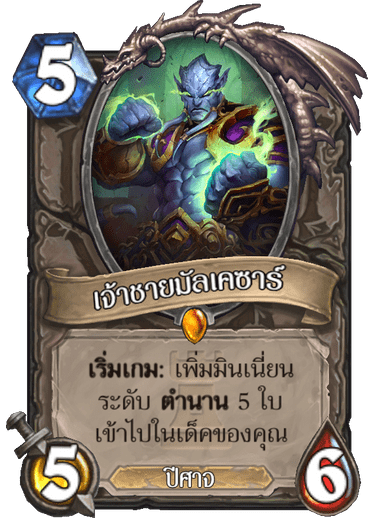 5
เจ้าชายมัลเคซาร์
เริ่มเกม: เพิ่มมินเนี่ยน
ระดับ ตำนาน 5 ใบ
เข้าไปในเด็คของคุณ
5
ปีศาจ
6